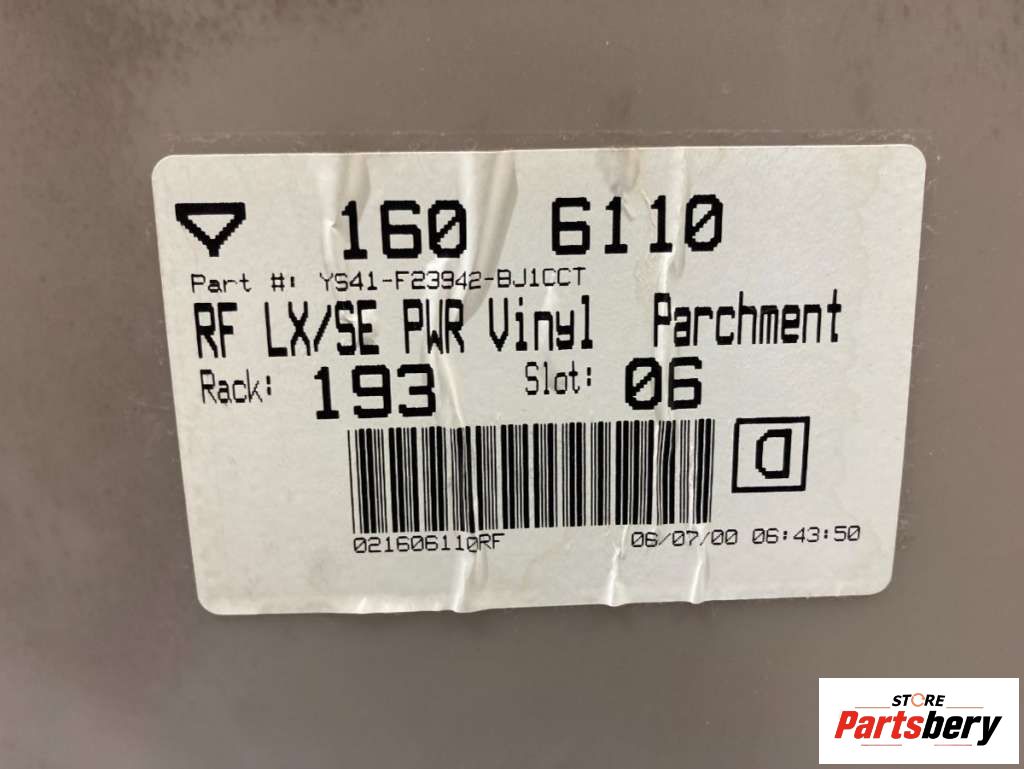 160 6110
Part #: YS41-F23942-BJ1CCT
RF LX/SE PWR Vinyl Parchment
Rack: 193 Slot: 06
D
021606110RF 06/07/00 06:43:50
STORE
Partsbery